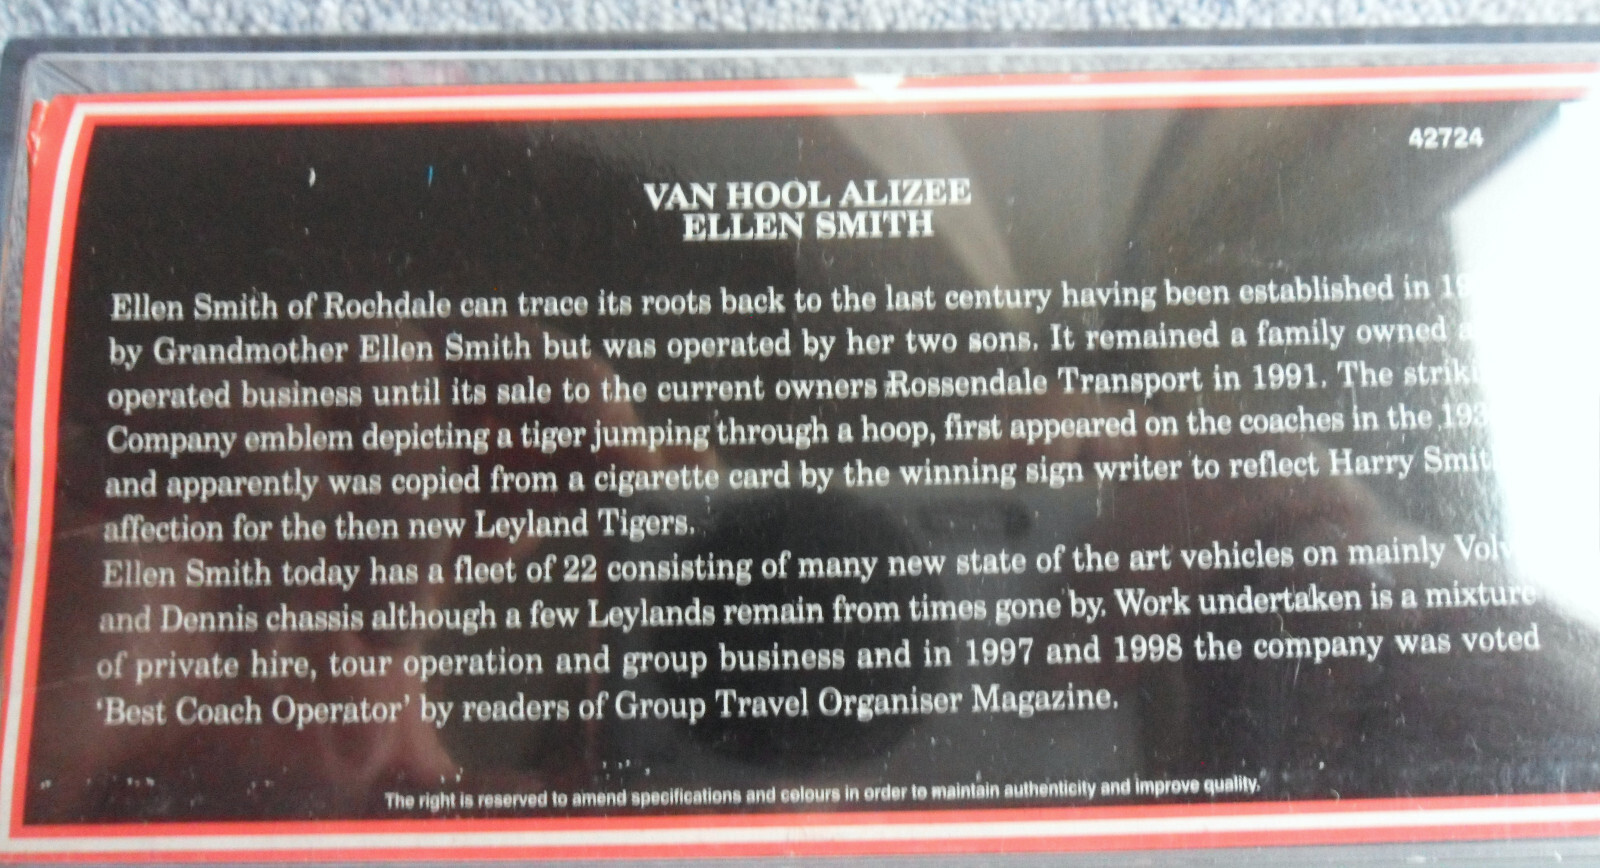 42724
VAN HOOL ALIZEE
ELLEN SMITH
Ellen Smith of Rochdale can trace its roots back to the last century having been established in
by Grandmother Ellen Smith but was operated by her two sons. It remained a family owned
operated business until its sale to the current owners Rossendale Transport in 1991. The
Company emblem depicting a tiger jumping through a hoop, first appeared on the coaches in the
and apparently was copied from a cigarette card by the winning sign writer to reflect Harry
affection for the then new Leyland Tigers.
Ellen Smith today has a fleet of 22 consisting of many new state of the art vehicles on mainly
and Dennis chassis although a few Leylands remain from times gone by. Work undertaken is a mixture
of private hire, tour operation and group business and in 1997 and 1998 the company was voted
'Best Coach Operator' by readers of Group Travel Organiser Magazine.
The right is reserved to amend specifications and colours in order to maintain authenticity and improve quality.